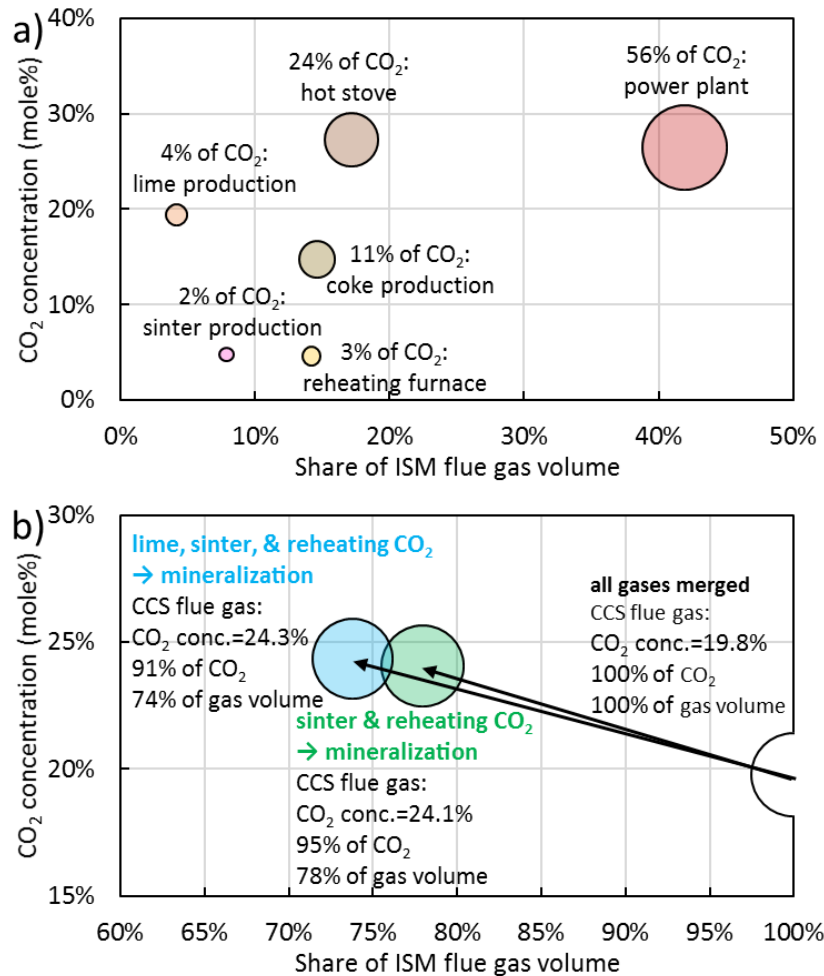 a)
40%
30%
20%
10%
0%
CO₂ concentration (mole%)
24% of CO₂:
hot stove
56% of CO₂:
power plant
4% of CO₂:
lime production
11% of CO₂:
coke production
2% of CO₂:
sinter production
3% of CO₂:
reheating furnace
0% 10% 20% 30% 40% 50%
Share of ISM flue gas volume
b)
30%
25%
20%
15%
CO₂ concentration (mole%)
lime, sinter, & reheating CO₂
→ mineralization
CCS flue gas:
CO₂ conc.=24.3%
91% of CO₂
74% of gas volume
all gases merged
CCS flue gas:
CO₂ conc.=19.8%
100% of CO₂
100% of gas volume
sinter & reheating CO₂
→ mineralization
CCS flue gas:
CO₂ conc.=24.1%
95% of CO₂
78% of gas volume
60% 65% 70% 75% 80% 85% 90% 95% 100%
Share of ISM flue gas volume